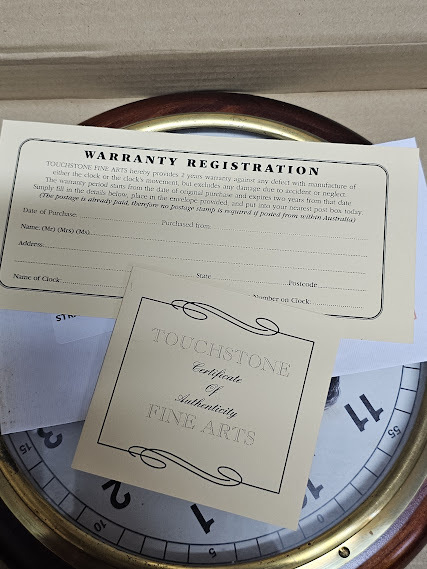 WARRANTY REGISTRATION
TOUCHSTONE FINE ARTS hereby provides 2 years warranty against any defect with manufacture of
either the clock or the clock's movement, but excludes any damage due to accident or neglect.
The warranty period starts from the date of original purchase and expires two years from that date.
Simply fill in the details below, place in the envelope provided, and put into your nearest post box today.
(The postage is already paid, therefore no postage stamp is required if posted from within Australia)
Date of Purchase: Purchased from:
Name: (Mr) (Mrs) (Ms)
Address:
State Postcode
Name of Clock: Number on Clock:
TOUCHSTONE
Certificate
Of
Authenticity
FINE ARTS
11
55
3
15
2
10
1
5